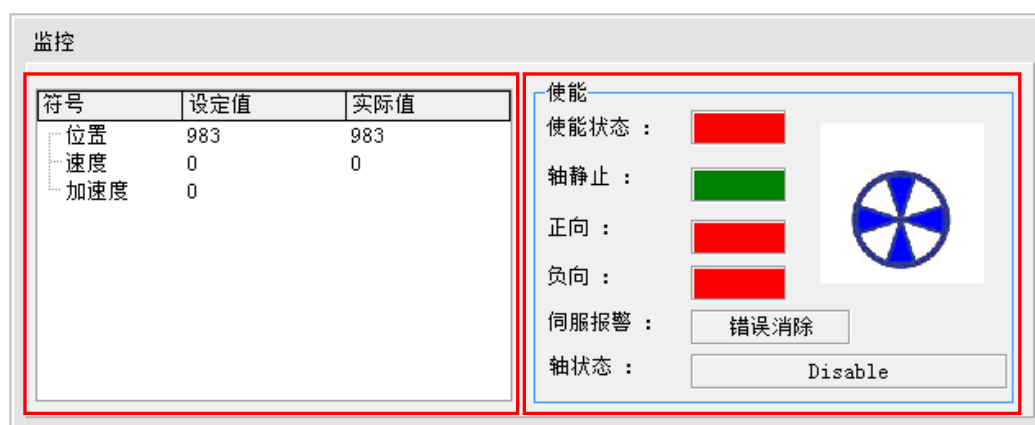 监控
符号 设定值 实际值
位置 983 983
速度 0 0
加速度 0
使能
使能状态 :
轴静止 :
正向 :
负向 :
伺服报警 : 错误消除
轴状态 : Disable